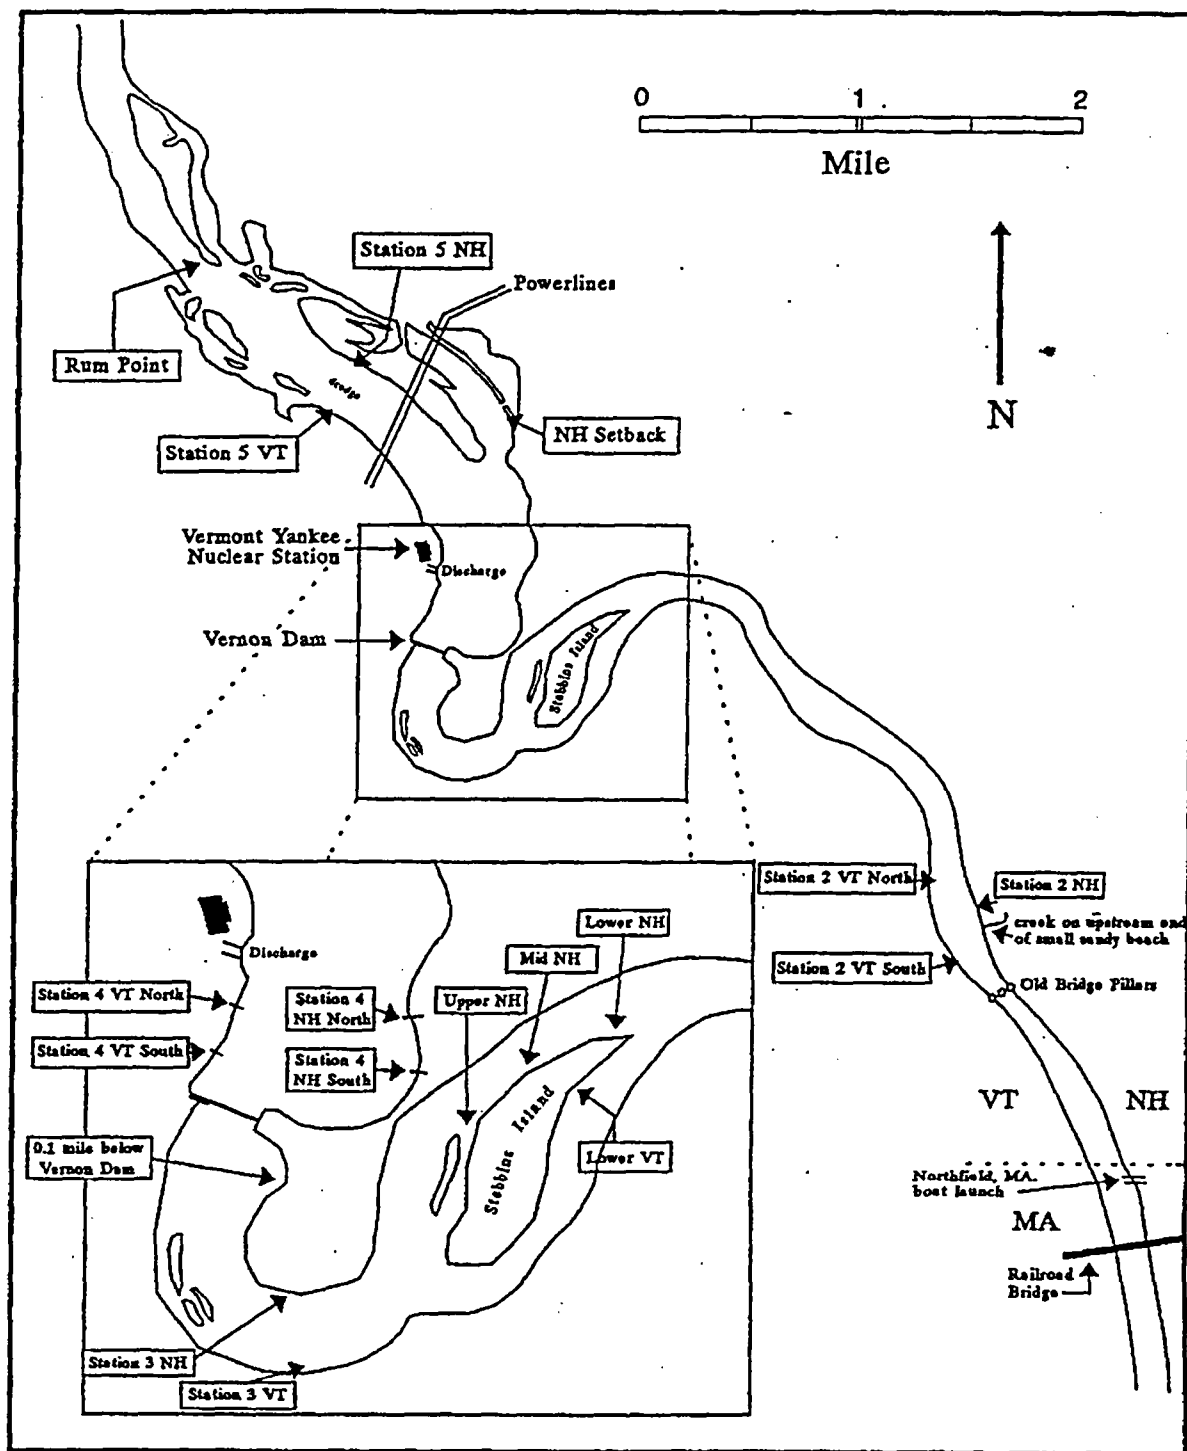 0 1 2
Mile
Station 5 NH
Powerlines
N
Rum Point
dredge
NH Setback
Station 5 VT
Vermont Yankee
Nuclear Station
Discharge
Vernon Dam
Stebbins Island
Station 2 VT North
Station 2 NH
creek on upstream end
of small sandy beach
Station 2 VT South
Old Bridge Pillars
VT
NH
Northfield, MA.
boat launch
MA
Railroad
Bridge
Lower NH
Mid NH
Discharge
Upper NH
Station 4 VT North
Station 4
NH North
Station 4 VT South
Station 4
NH South
Stebbins Island
Lower VT
0.1 mile below
Vernon Dam
Station 3 NH
Station 3 VT